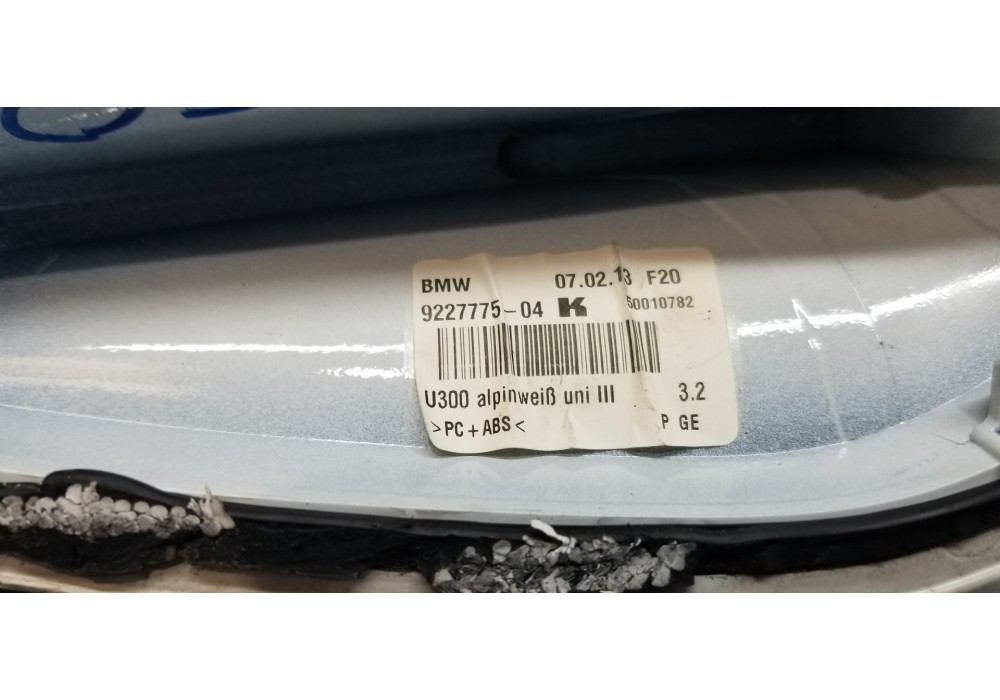 BMW 07.02.13 F20
9227775-04 K 50010782
U300 alpinweiß uni III 3.2
>PC+ABS< P GE